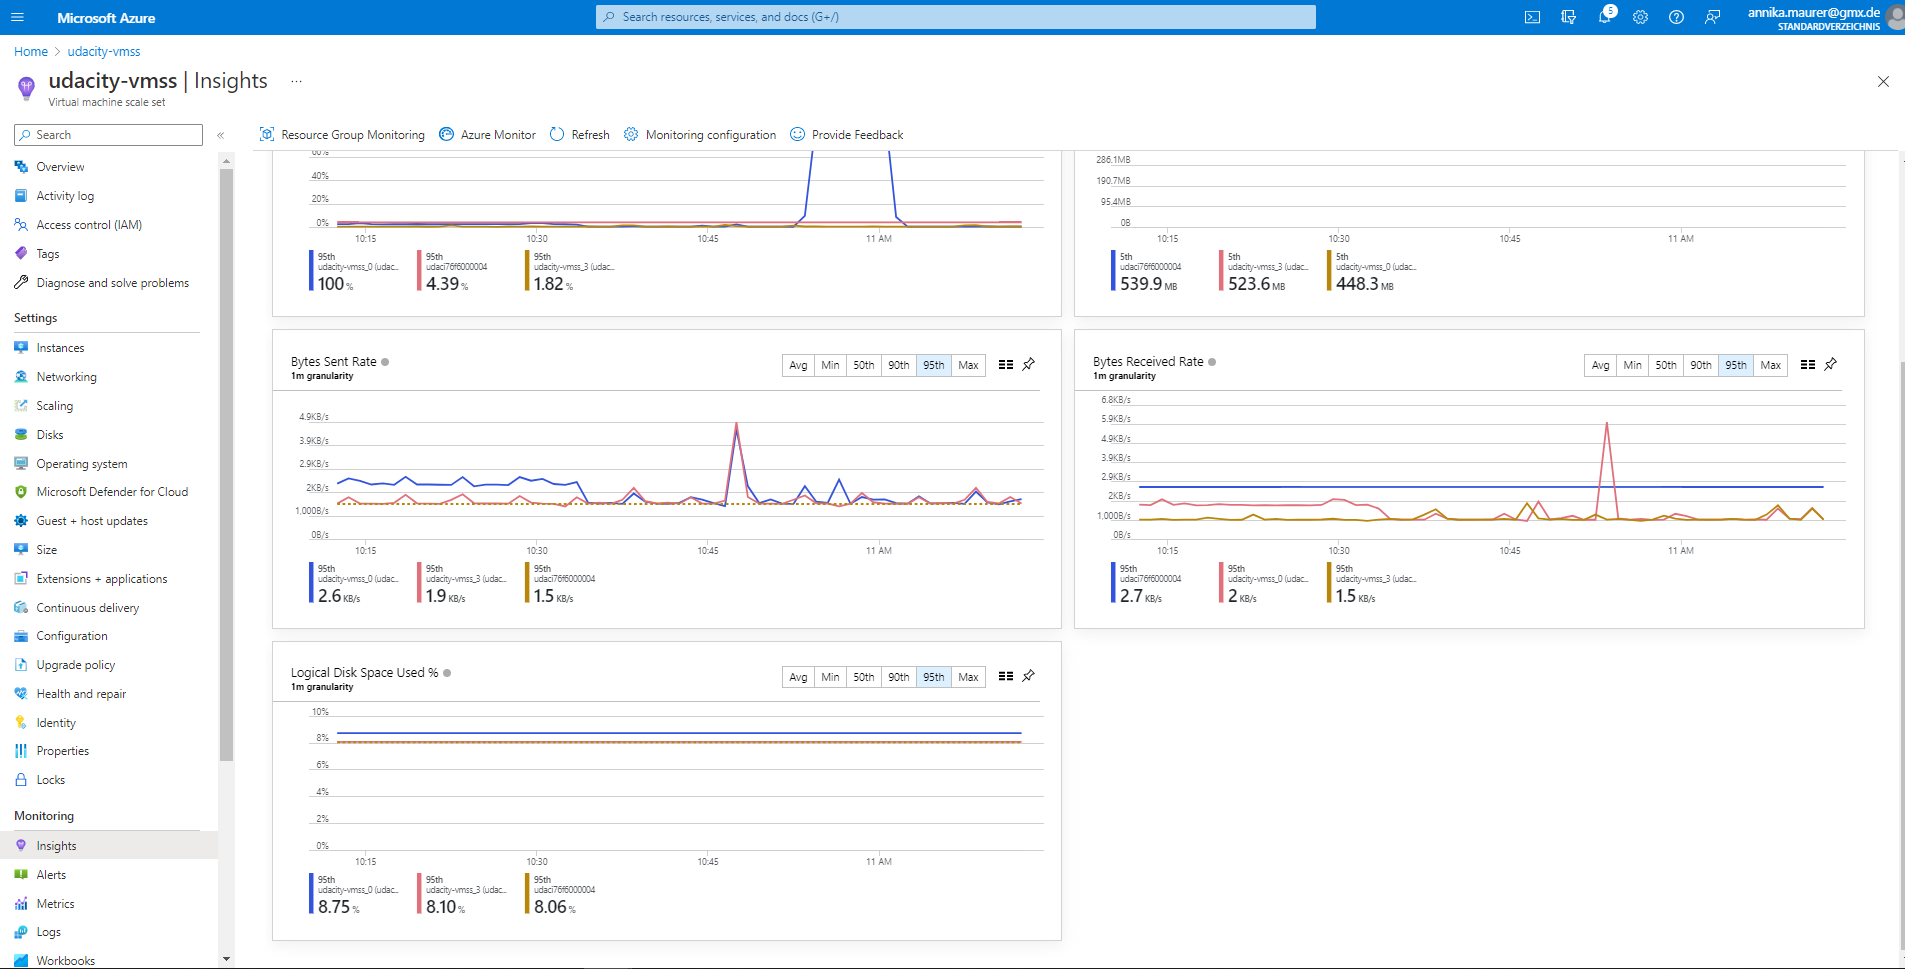 Microsoft Azure
Search resources, services, and docs (G+/)
5
annika.maurer@gmx.de
STANDARDVERZEICHNIS
Home > udacity-vmss
udacity-vmss | Insights ...
Virtual machine scale set
Search
«
Overview
Activity log
Access control (IAM)
Tags
Diagnose and solve problems
Settings
Instances
Networking
Scaling
Disks
Operating system
Microsoft Defender for Cloud
Guest + host updates
Size
Extensions + applications
Continuous delivery
Configuration
Upgrade policy
Health and repair
Identity
Properties
Locks
Monitoring
Insights
Alerts
Metrics
Logs
Workbooks
Resource Group Monitoring Azure Monitor Refresh Monitoring configuration Provide Feedback
60%
40%
20%
0%
10:15 10:30 10:45 11 AM
95th
udacity-vmss_0 (udac...
100 %
95th
udaci76f6000004
4.39 %
95th
udacity-vmss_3 (udac...
1.82 %
286.1MB
190.7MB
95.4MB
0B
10:15 10:30 10:45 11 AM
5th
udaci76f6000004
539.9 MB
5th
udacity-vmss_3 (udac...
523.6 MB
5th
udacity-vmss_0 (udac...
448.3 MB
Bytes Sent Rate
1m granularity
Avg Min 50th 90th 95th Max
4.9KB/s
3.9KB/s
2.9KB/s
2KB/s
1,000B/s
0B/s
10:15 10:30 10:45 11 AM
95th
udacity-vmss_0 (udac...
2.6 KB/s
95th
udacity-vmss_3 (udac...
1.9 KB/s
95th
udaci76f6000004
1.5 KB/s
Bytes Received Rate
1m granularity
Avg Min 50th 90th 95th Max
6.8KB/s
5.9KB/s
4.9KB/s
3.9KB/s
2.9KB/s
2KB/s
1,000B/s
0B/s
10:15 10:30 10:45 11 AM
95th
udaci76f6000004
2.7 KB/s
95th
udacity-vmss_0 (udac...
2 KB/s
95th
udacity-vmss_3 (udac...
1.5 KB/s
Logical Disk Space Used %
1m granularity
Avg Min 50th 90th 95th Max
10%
8%
6%
4%
2%
0%
10:15 10:30 10:45 11 AM
95th
udacity-vmss_0 (udac...
8.75 %
95th
udacity-vmss_3 (udac...
8.10 %
95th
udaci76f6000004
8.06 %